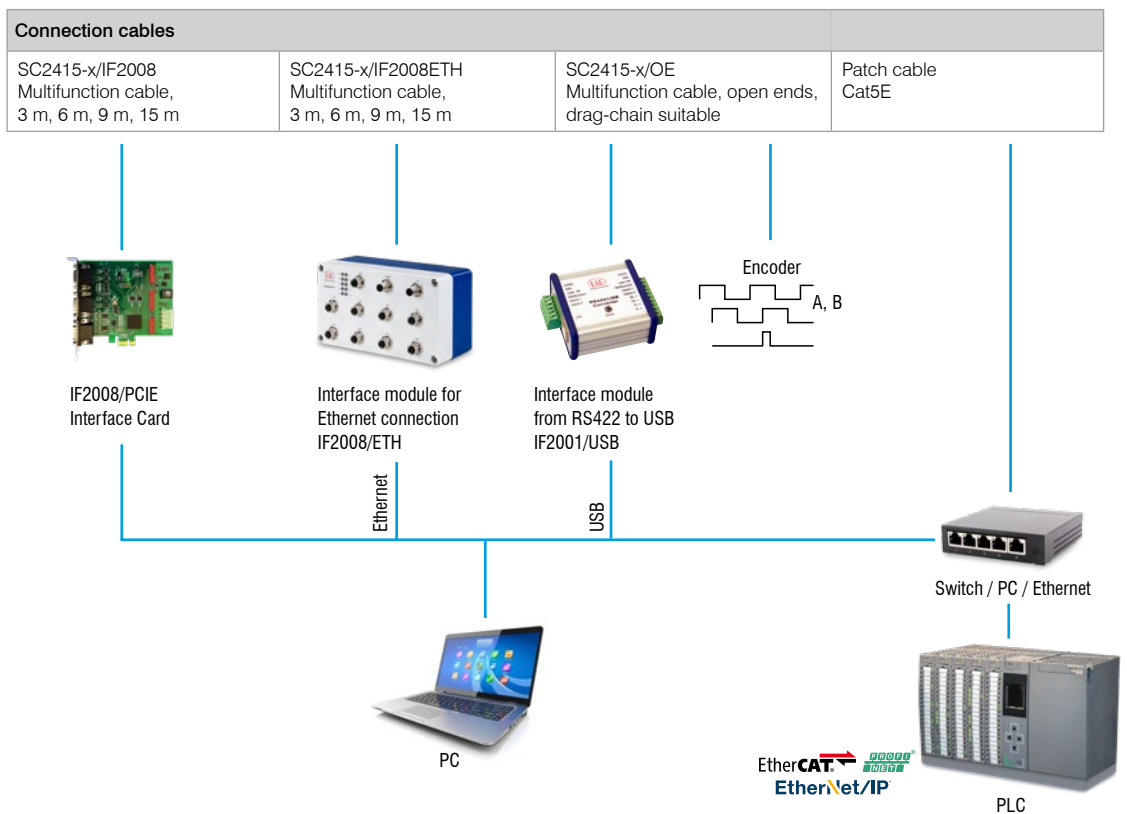 Connection cables
SC2415-x/IF2008
Multifunction cable,
3 m, 6 m, 9 m, 15 m
SC2415-x/IF2008ETH
Multifunction cable,
3 m, 6 m, 9 m, 15 m
SC2415-x/OE
Multifunction cable, open ends,
drag-chain suitable
Patch cable
Cat5E
Encoder
A, B
IF2008/PCIE
Interface Card
Interface module for
Ethernet connection
IF2008/ETH
Interface module
from RS422 to USB
IF2001/USB
Ethernet
USB
Switch / PC / Ethernet
PC
EtherCAT®
PROFI®
NET
EtherNet/IP
PLC